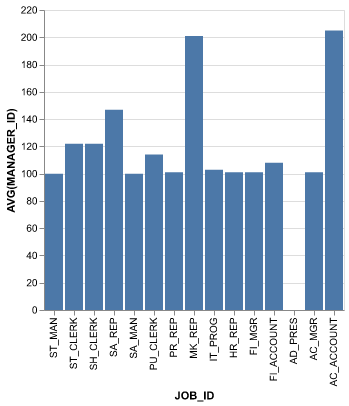 220
200
180
160
140
120
100
80
60
40
20
0
AVG(MANAGER_ID)
ST_MAN
ST_CLERK
SH_CLERK
SA_REP
SA_MAN
PU_CLERK
PR_REP
MK_REP
IT_PROG
HR_REP
FI_MGR
FI_ACCOUNT
AD_PRES
AC_MGR
AC_ACCOUNT
JOB_ID